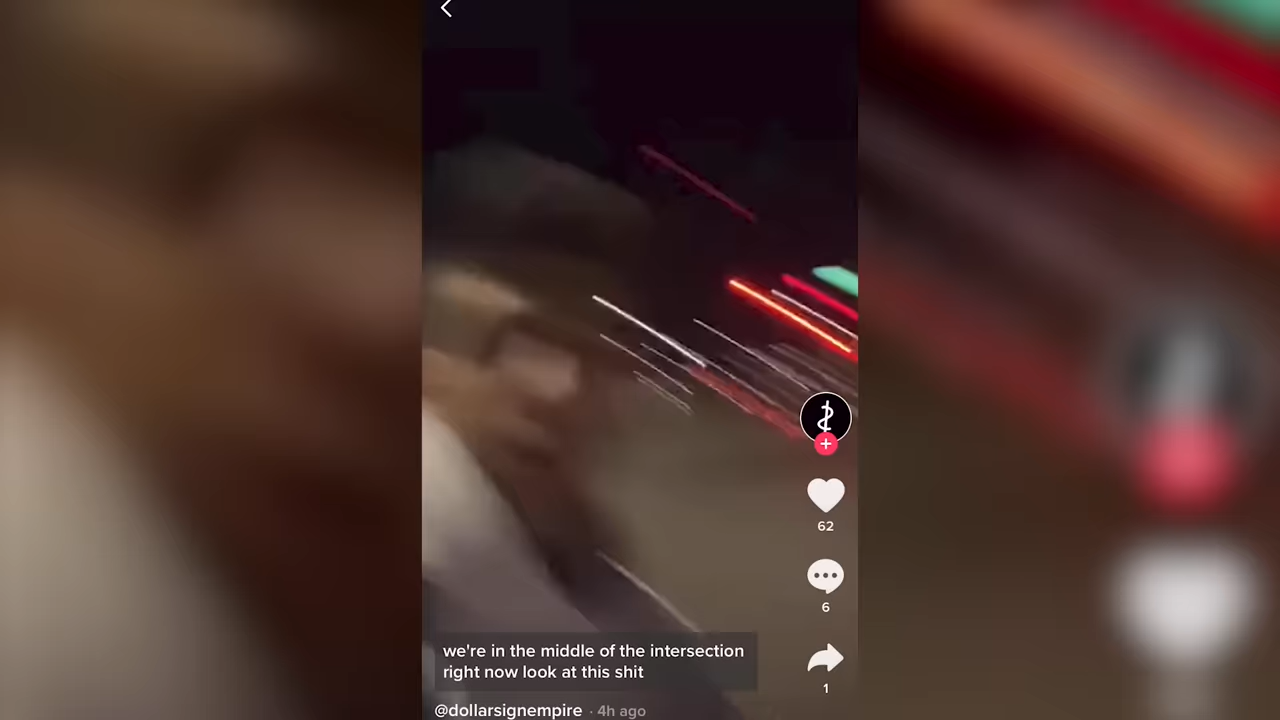 62
6
1
we're in the middle of the intersection
right now look at this shit
@dollarsignempire · 4h ago